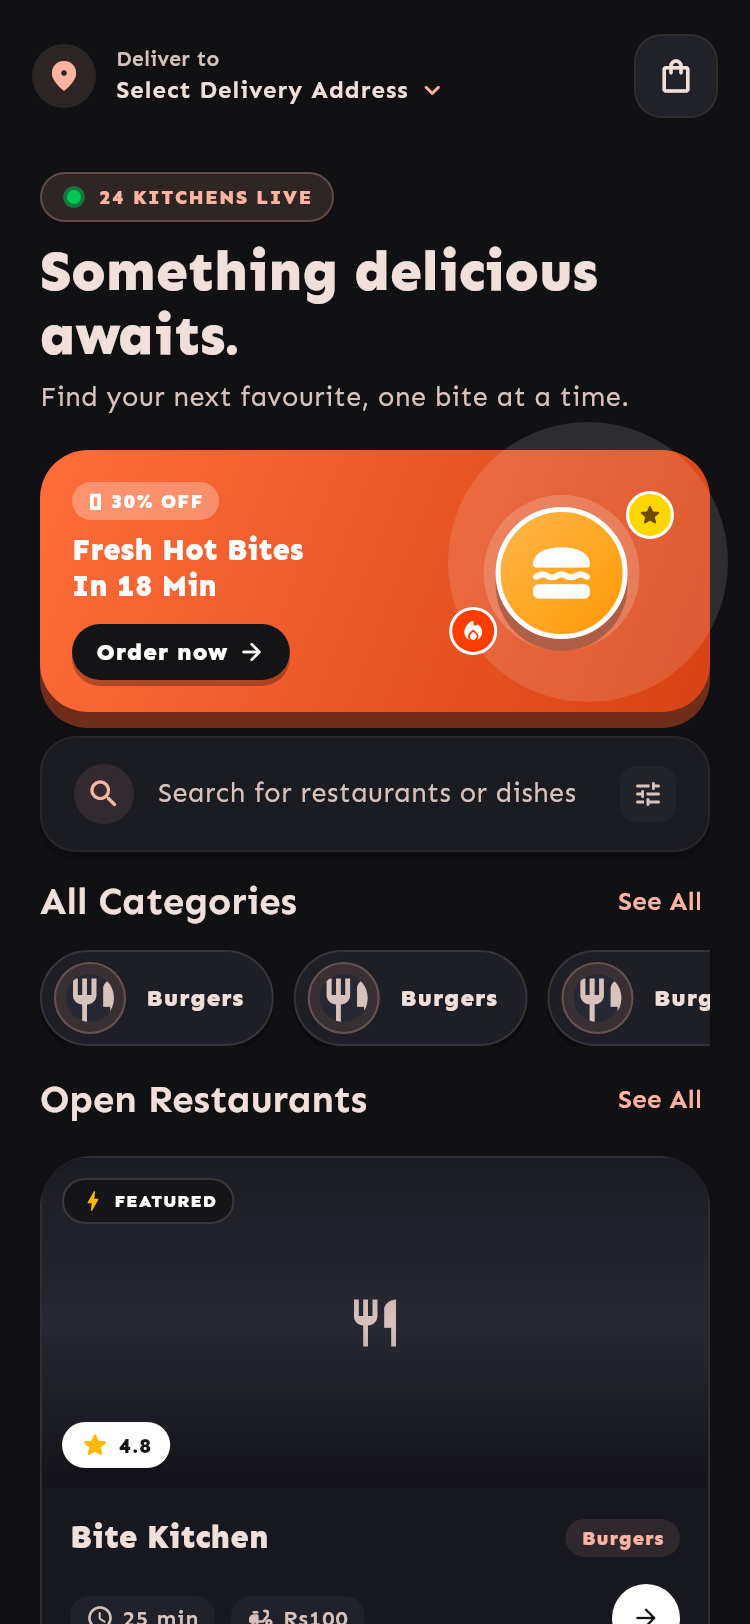 Deliver to
Select Delivery Address
24 KITCHENS LIVE
Something delicious
awaits.
Find your next favourite, one bite at a time.
30% OFF
Fresh Hot Bites
In 18 Min
Order now
Search for restaurants or dishes
All Categories
See All
Burgers
Burgers
Burg
Open Restaurants
See All
FEATURED
4.8
Bite Kitchen
Burgers
25 min
Rs100